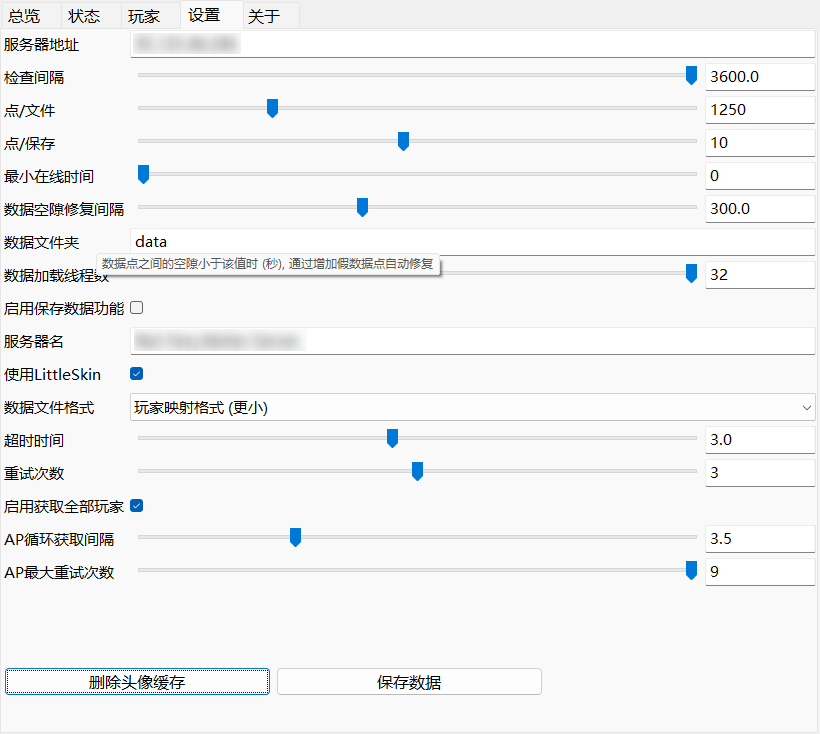 总览 状态 玩家 设置 关于
服务器地址
检查间隔 3600.0
点/文件 1250
点/保存 10
最小在线时间 0
数据空隙修复间隔 300.0
数据文件夹 data
数据点之间的空隙小于该值时 (秒), 通过增加假数据点自动修复
数据加载线程数 32
启用保存数据功能
服务器名
使用LittleSkin
数据文件格式 玩家映射格式 (更小)
超时时间 3.0
重试次数 3
启用获取全部玩家
AP循环获取间隔 3.5
AP最大重试次数 9
删除头像缓存 保存数据